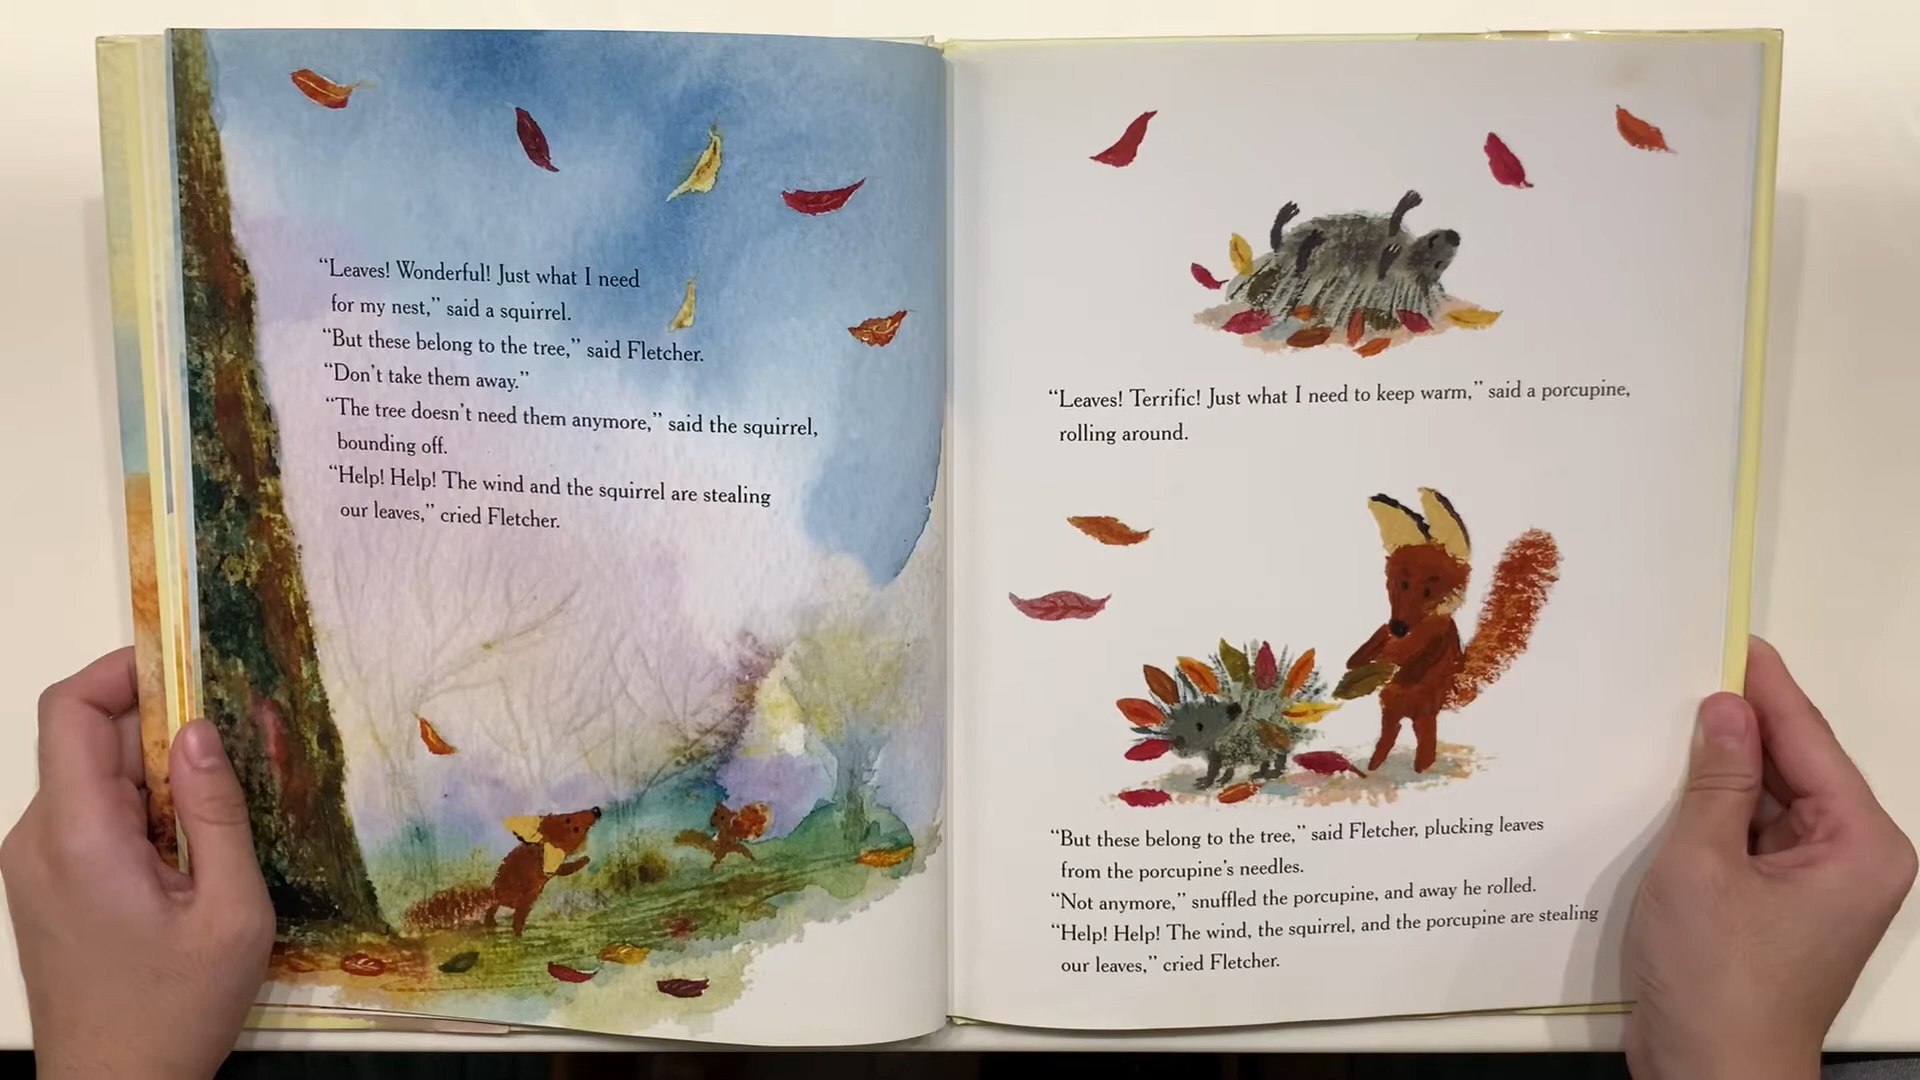 “Leaves! Wonderful! Just what I need
for my nest,” said a squirrel.
“But these belong to the tree,” said Fletcher.
“Don’t take them away.”
“The tree doesn’t need them anymore,” said the squirrel,
bounding off.
“Help! Help! The wind and the squirrel are stealing
our leaves,” cried Fletcher.
“Leaves! Terrific! Just what I need to keep warm,” said a porcupine,
rolling around.
“But these belong to the tree,” said Fletcher, plucking leaves
from the porcupine’s needles.
“Not anymore,” snuffled the porcupine, and away he rolled.
“Help! Help! The wind, the squirrel, and the porcupine are stealing
our leaves,” cried Fletcher.